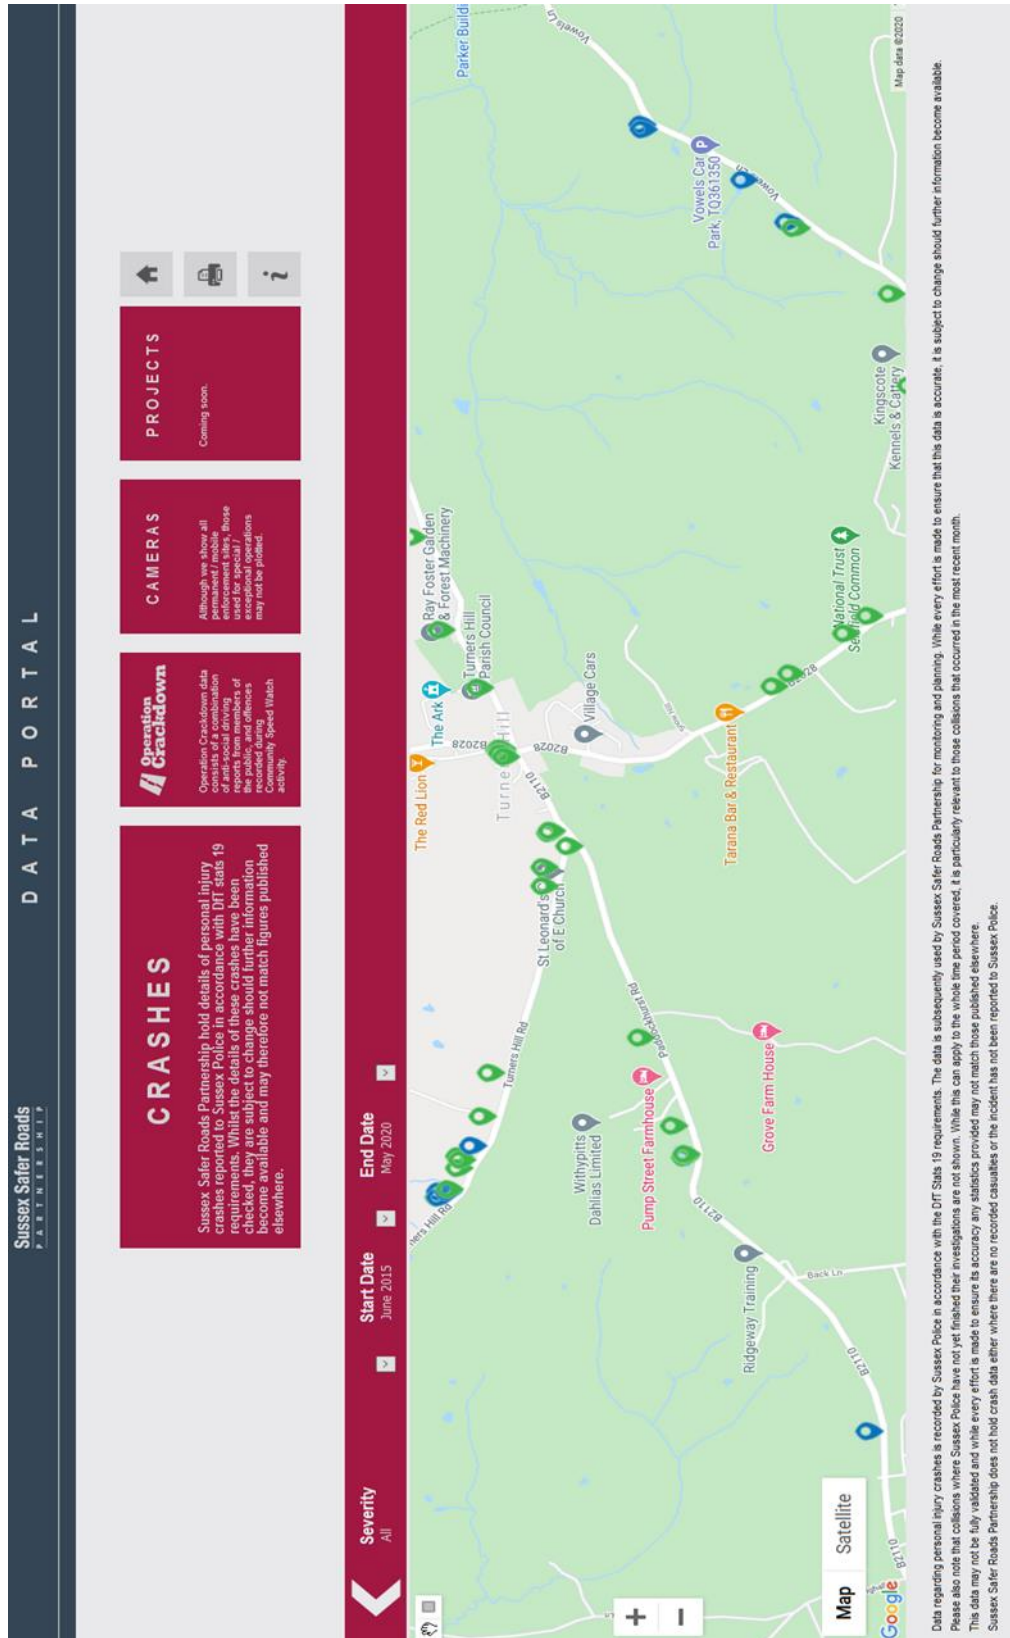 Sussex Safer Roads
PARTNERSHIP
DATA PORTAL
CRASHES
Sussex Safer Roads Partnership hold details of personal injury
crashes reported to Sussex Police in accordance with DfT stats 19
requirements. Whilst the details of these crashes have been
checked, they are subject to change should further information
become available and may therefore not match figures published
elsewhere.
Operation
Crackdown
Operation Crackdown data
consists of a combination
of anti-social driving
reports from members of
the public, and offences
recorded during
Community Speed Watch
activity.
CAMERAS
Although we show all
permanent / mobile
enforcement sites, those
used for special /
exceptional operations
may not be plotted.
PROJECTS
Coming soon.
i
Severity
All
Start Date
June 2015
End Date
May 2020
Parker Buildi
Vowels Ln
The Red Lion
The Ark
Ray Foster Garden
& Forest Machinery
Turners Hill
Parish Council
B2028
Turne Hill
B2110
B2028
Village Cars
St Leonard's
of E Church
Turners Hill Rd
ners Hill Rd
Vowels Car
Park, TQ361350
Vowels Ln
Paddockhurst Rd
Withypitts
Dahlias Limited
Pump Street Farmhouse
B2110
Tarana Bar & Restaurant
B2028
Grove Farm House
Ridgeway Training
Back Ln
National Trust
Selsfield Common
Kingscote
Kennels & Cattery
B2110
B2110
+
−
Map Satellite
Google
Map data ©2020
Data regarding personal injury crashes is recorded by Sussex Police in accordance with the DfT Stats 19 requirements. The data is subsequently used by Sussex Safer Roads Partnership for monitoring and planning. While every effort is made to ensure that this data is accurate, it is subject to change should further information become available.
Please also note that collisions where Sussex Police have not yet finished their investigations are not shown. While this can apply to the whole time period covered, it is particularly relevant to those collisions that occurred in the most recent month.
This data may not be fully validated and while every effort is made to ensure its accuracy any statistics provided may not match those published elsewhere.
Sussex Safer Roads Partnership does not hold crash data either where there are no recorded casualties or the incident has not been reported to Sussex Police.